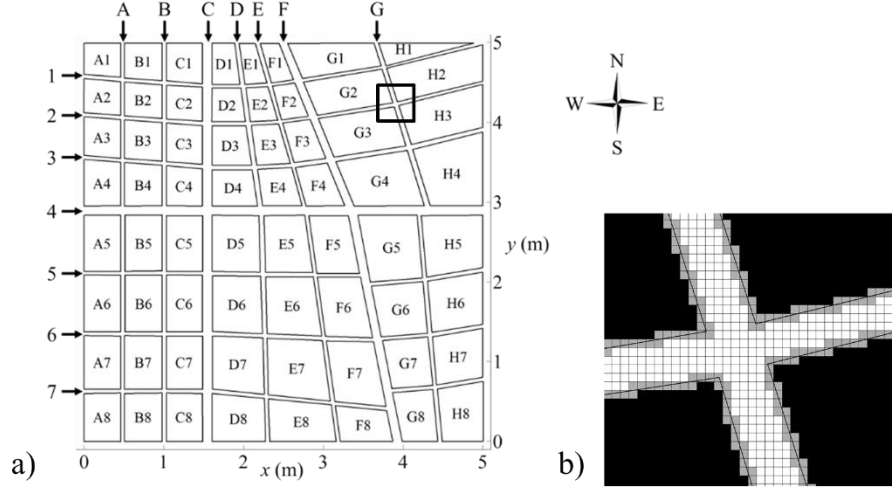 A B C D E F G
A1 B1 C1 D1 E1 F1 G1 H1 5
1 H2
A2 B2 C2 D2 E2 F2 G2
2 4
A3 B3 C3 D3 E3 F3 G3 H3
3
A4 B4 C4 D4 E4 F4 G4 H4
4 3
A5 B5 C5 D5 E5 F5 G5 H5 y (m)
5 2
A6 B6 C6 D6 E6 F6 G6 H6
6
A7 B7 C7 D7 E7 F7 G7 H7 1
7
A8 B8 C8 D8 E8 F8 G8 H8
0
0 1 2 3 4 5
x (m)
a)
N
W E
S
b)